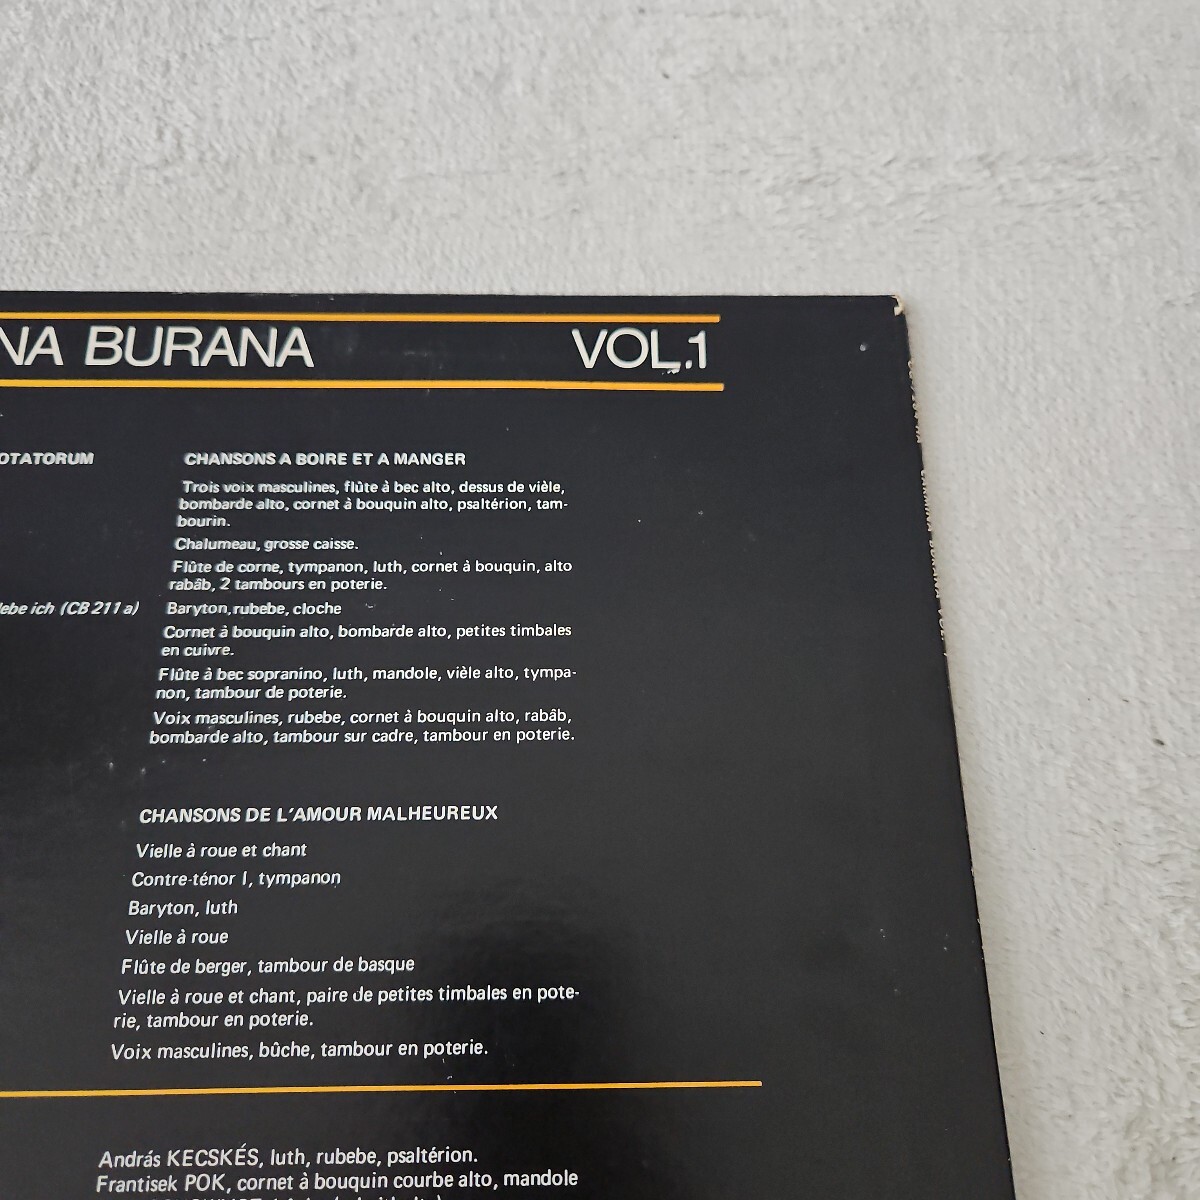 NA BURANA VOL.1
OTATORUM
CHANSONS A BOIRE ET A MANGER
Trois voix masculines, flûte à bec alto, dessus de vièle,
bombarde alto, cornet à bouquin alto, psaltérion, tam-
bourin.
Chalumeau, grosse caisse.
Flûte de corne, tympanon, luth, cornet à bouquin, alto
rabâb, 2 tambours en poterie.
lebe ich (CB 211 a)
Baryton, rubebe, cloche
Cornet à bouquin alto, bombarde alto, petites timbales
en cuivre.
Flûte à bec sopranino, luth, mandole, vièle alto, tympa-
non, tambour de poterie.
Voix masculines, rubebe, cornet à bouquin alto, rabâb,
bombarde alto, tambour sur cadre, tambour en poterie.
CHANSONS DE L'AMOUR MALHEUREUX
Vielle à roue et chant
Contre-ténor I, tympanon
Baryton, luth
Vielle à roue
Flûte de berger, tambour de basque
Vielle à roue et chant, paire de petites timbales en pote-
rie, tambour en poterie.
Voix masculines, bûche, tambour en poterie.
András KECSKÉS, luth, rubebe, psaltérion.
Frantisek POK, cornet à bouquin courbe alto, mandole